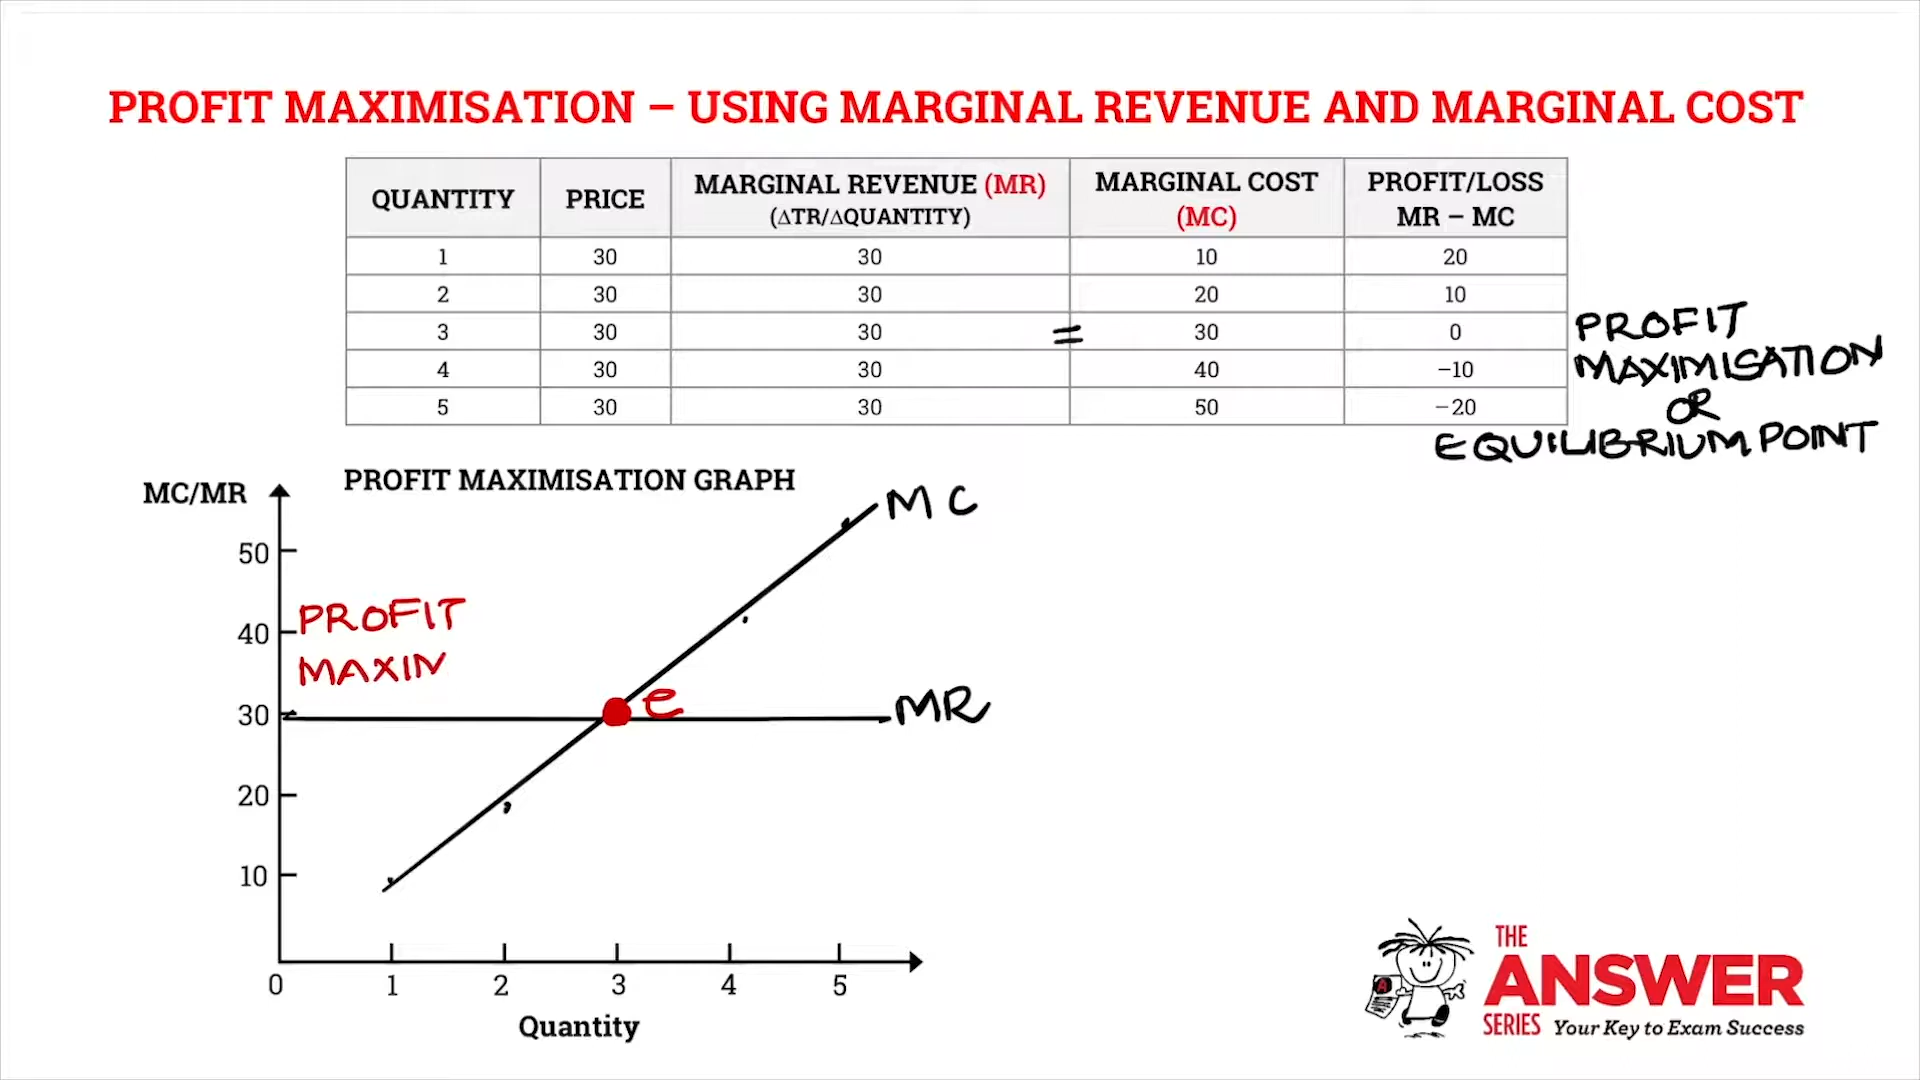 PROFIT MAXIMISATION – USING MARGINAL REVENUE AND MARGINAL COST
QUANTITY PRICE MARGINAL REVENUE (MR) (∆TR/∆QUANTITY) MARGINAL COST (MC) PROFIT/LOSS MR – MC
1 30 30 10 20
2 30 30 20 10
3 30 30 = 30 0
4 30 30 40 –10
5 30 30 50 –20
PROFIT
MAXIMISATION
OR
EQUILIBRIUM POINT
PROFIT MAXIMISATION GRAPH
MC/MR
MC
50
PROFIT
40
MAXIN
30
e
MR
20
10
0 1 2 3 4 5
Quantity
THE
ANSWER
SERIES Your Key to Exam Success
A